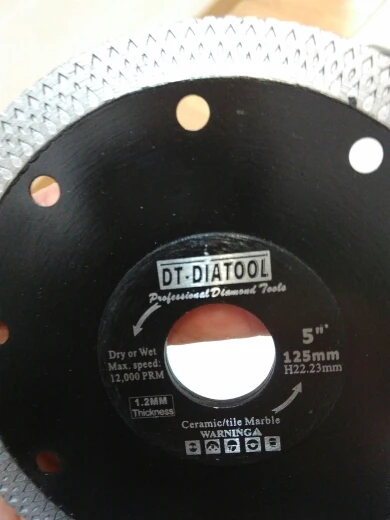 DT-DIATOOL
Professional Diamond Tools
Dry or Wet
Max. speed:
12,000 PRM
5"
125mm
H22.23mm
1.2MM
Thickness
Ceramic/tile Marble
WARNING